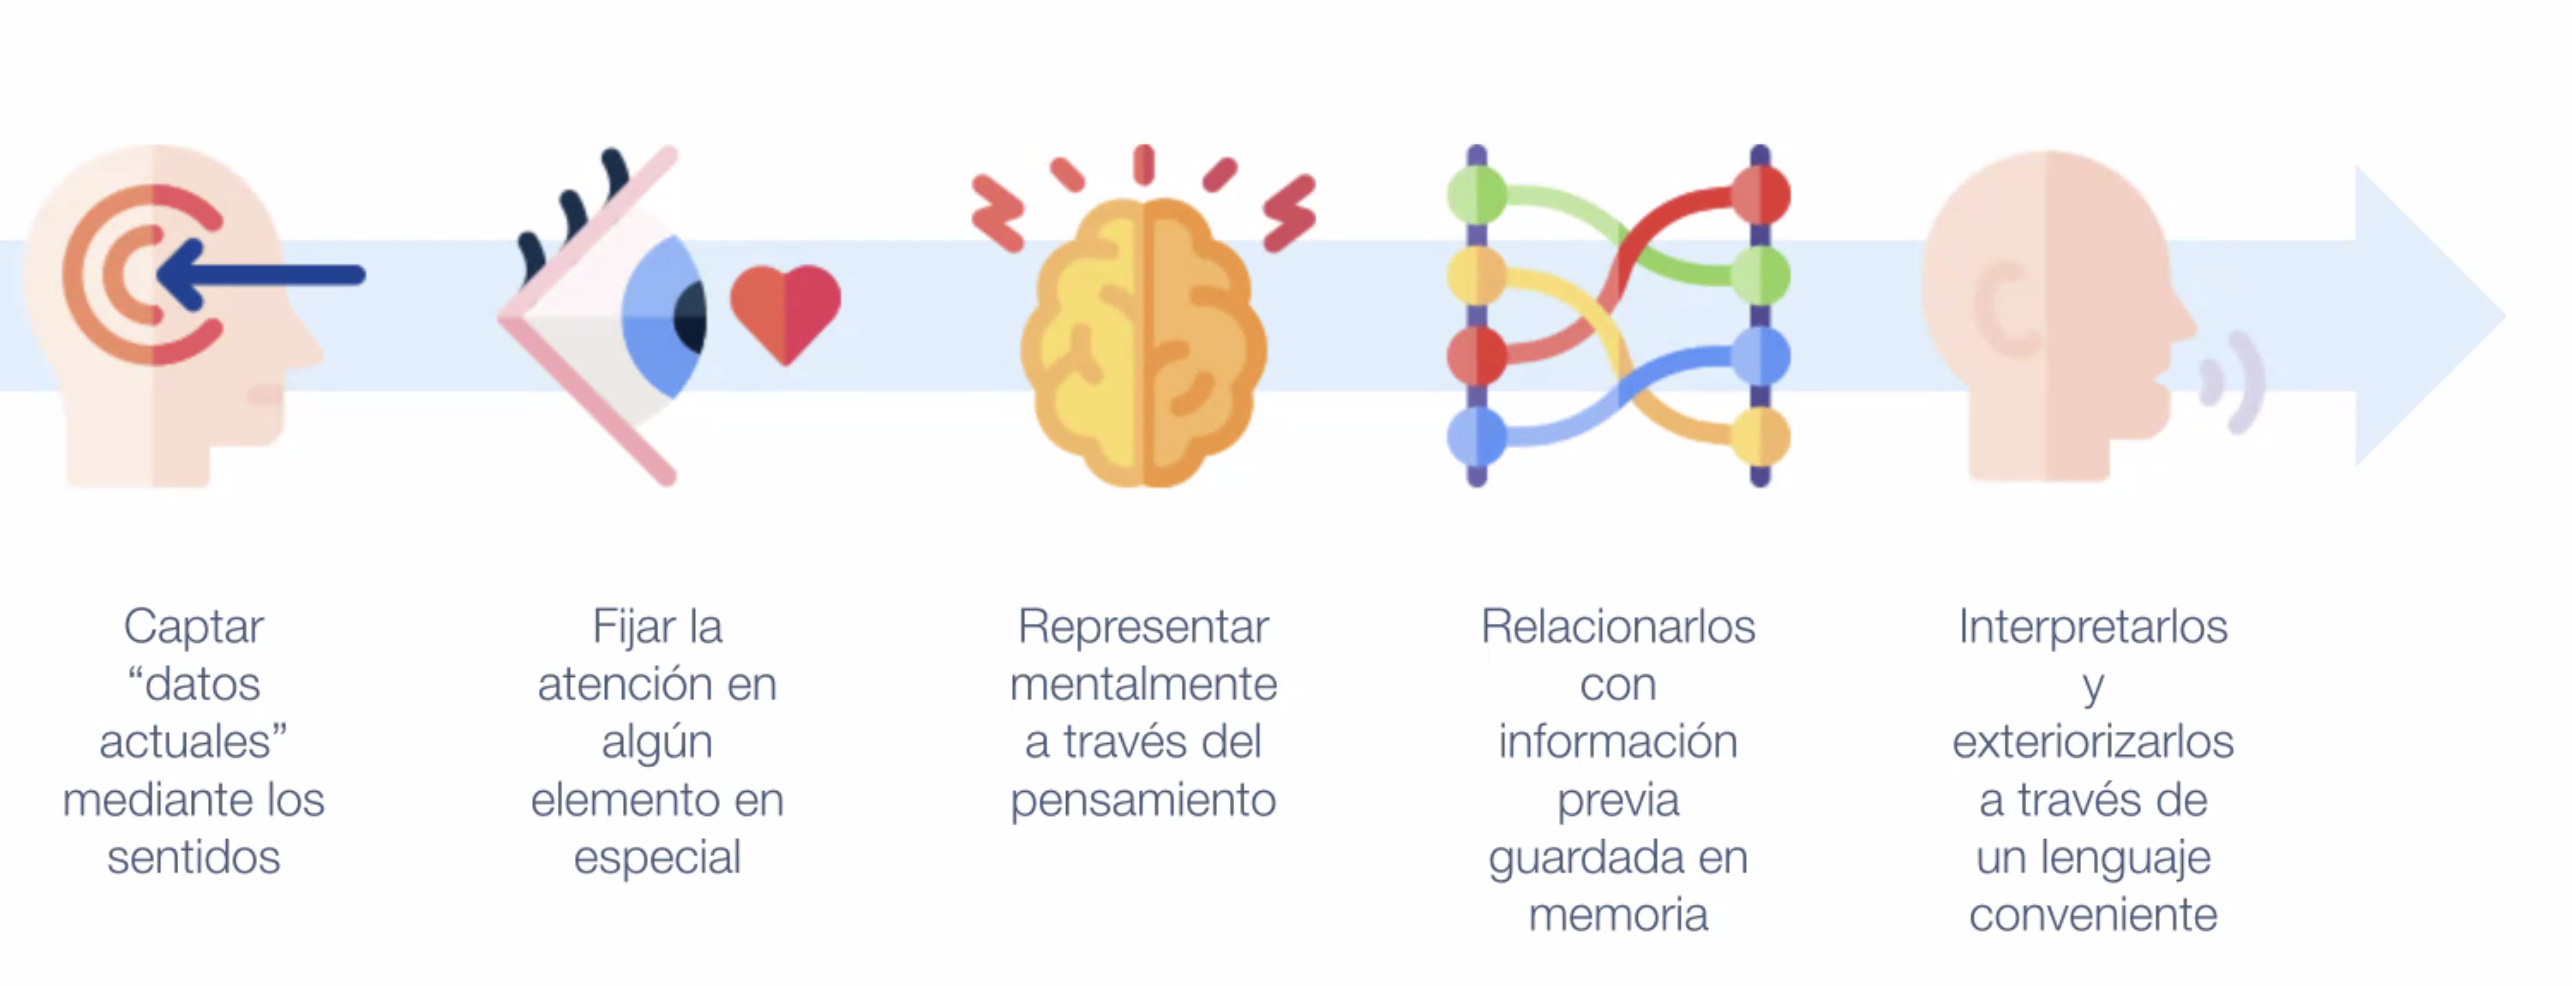 Captar
“datos
actuales”
mediante los
sentidos
Fijar la
atención en
algún
elemento en
especial
Representar
mentalmente
a través del
pensamiento
Relacionarlos
con
información
previa
guardada en
memoria
Interpretarlos
y
exteriorizarlos
a través de
un lenguaje
conveniente